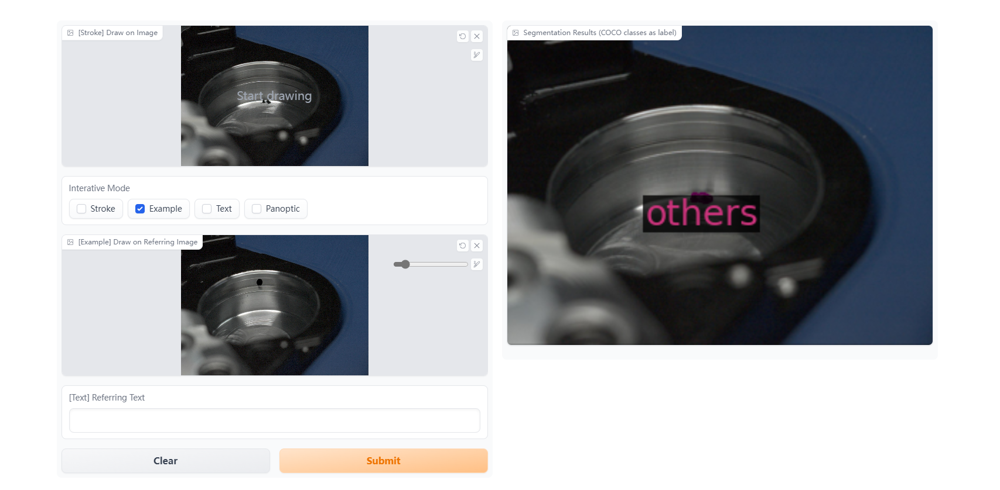 [Stroke] Draw on Image
Start drawing
Interative Mode
Stroke
Example
Text
Panoptic
[Example] Draw on Referring Image
[Text] Referring Text
Clear
Submit
Segmentation Results (COCO classes as label)
others